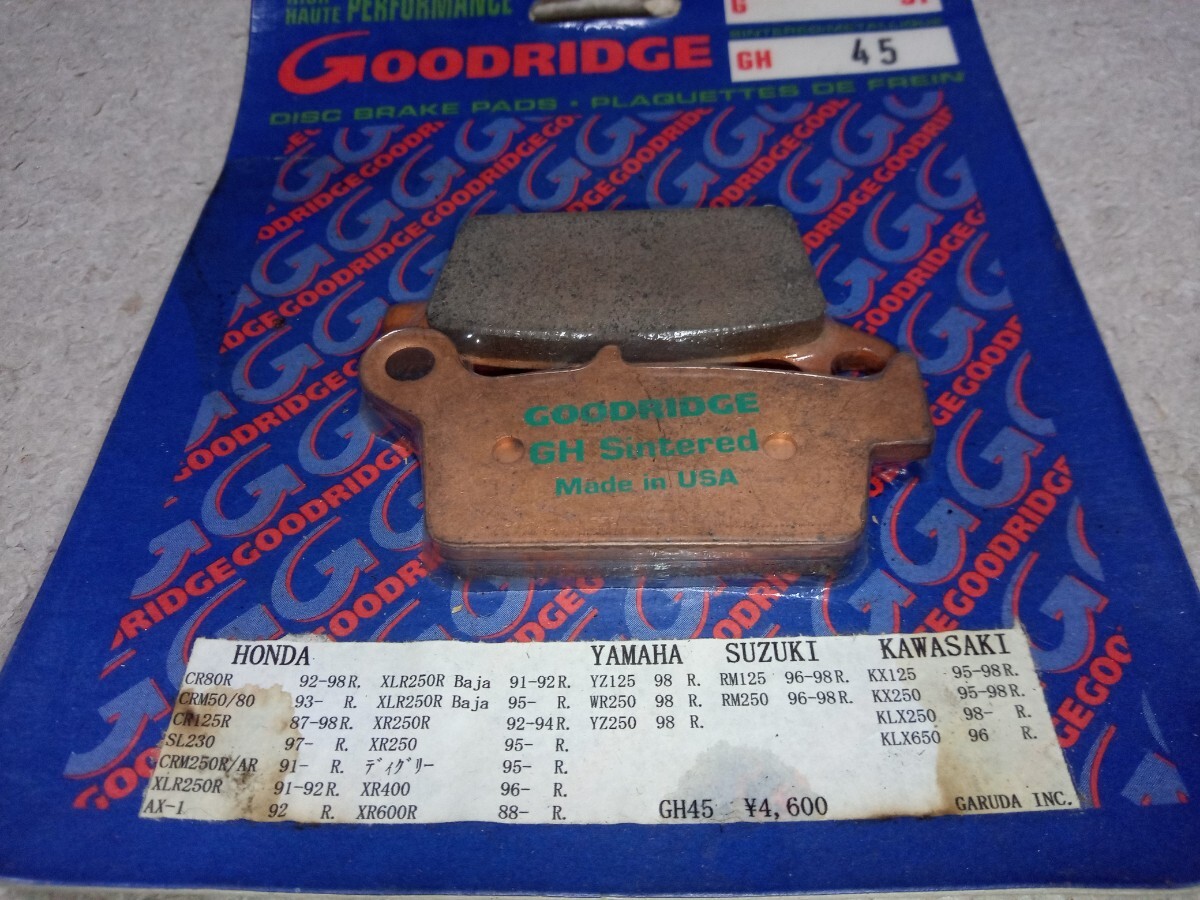 HAUTE PERFORMANCE
GOODRIDGE
DISC BRAKE PADS • PLAQUETTES DE FREIN
G
SINTERED/METALLIQUE
GH 45
GOODRIDGE
GH Sintered
Made in USA
HONDA YAMAHA SUZUKI KAWASAKI
CR80R 92-98R. XLR250R Baja 91-92R. YZ125 98 R. RM125 96-98R. KX125 95-98R.
CRM50/80 93- R. XLR250R Baja 95- R. WR250 98 R. RM250 96-98R. KX250 95-98R.
CR125R 87-98R. XR250R 92-94R. YZ250 98 R. KLX250 98- R.
SL230 97- R. XR250 95- R. KLX650 96 R.
CRM250R/AR 91- R. ディグリー 95- R.
XLR250R 91-92R. XR400 96- R.
AX-1 92 R. XR600R 88- R. GH45 ¥4,600 GARUDA INC.